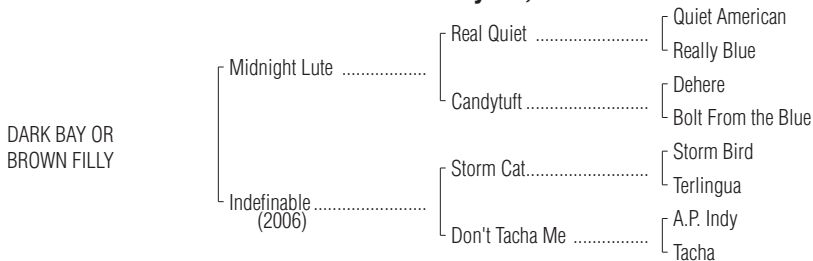 Quiet American
Real Quiet ....................
Really Blue
Midnight Lute ...............
Dehere
Candytuft .....................
Bolt From the Blue
DARK BAY OR
BROWN FILLY
Storm Bird
Storm Cat .....................
Terlingua
Indefinable ....................
(2006)
A.P. Indy
Don't Tacha Me .............
Tacha